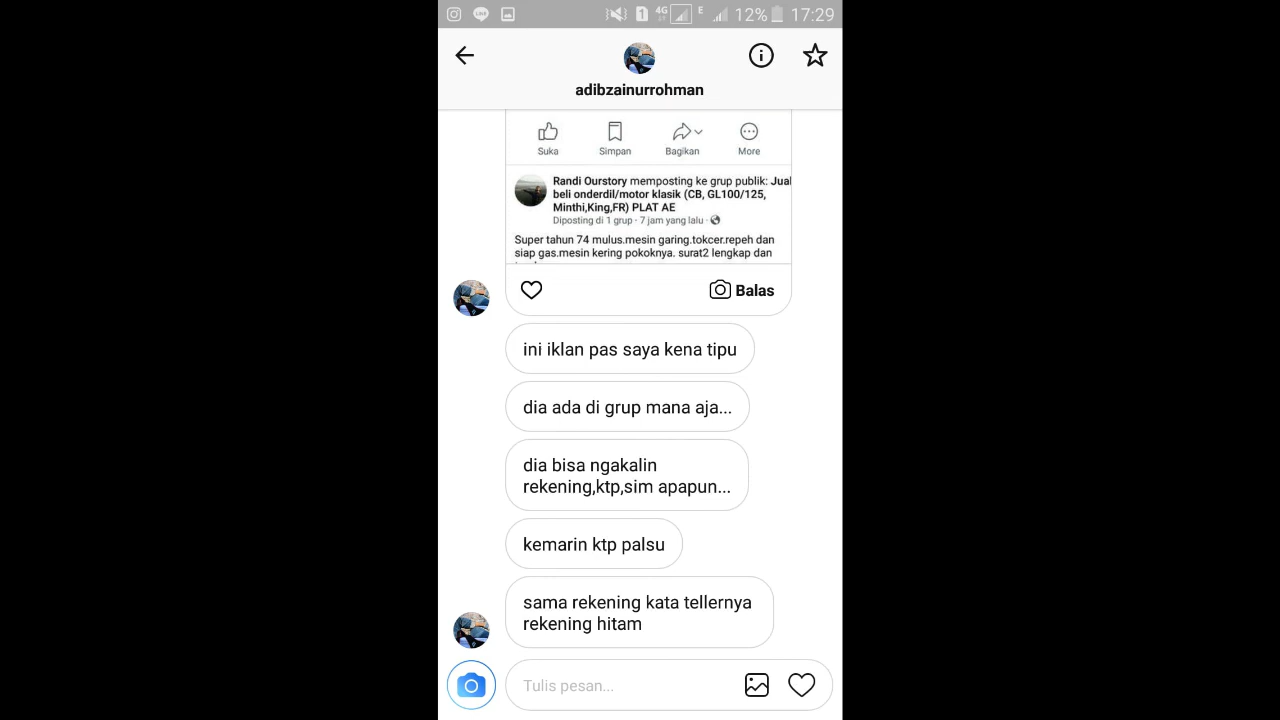 4G E 12% 17:29
adibzainurrohman
Suka Simpan Bagikan More
Randi Ourstory memposting ke grup publik: Jual
beli onderdil/motor klasik (CB, GL100/125,
Minthi,King,FR) PLAT AE
Diposting di 1 grup · 7 jam yang lalu ·
Super tahun 74 mulus.mesin garing.tokcer.repeh dan
siap gas.mesin kering pokoknya. surat2 lengkap dan
Balas
ini iklan pas saya kena tipu
dia ada di grup mana aja...
dia bisa ngakalin
rekening,ktp,sim apapun...
kemarin ktp palsu
sama rekening kata tellernya
rekening hitam
Tulis pesan...